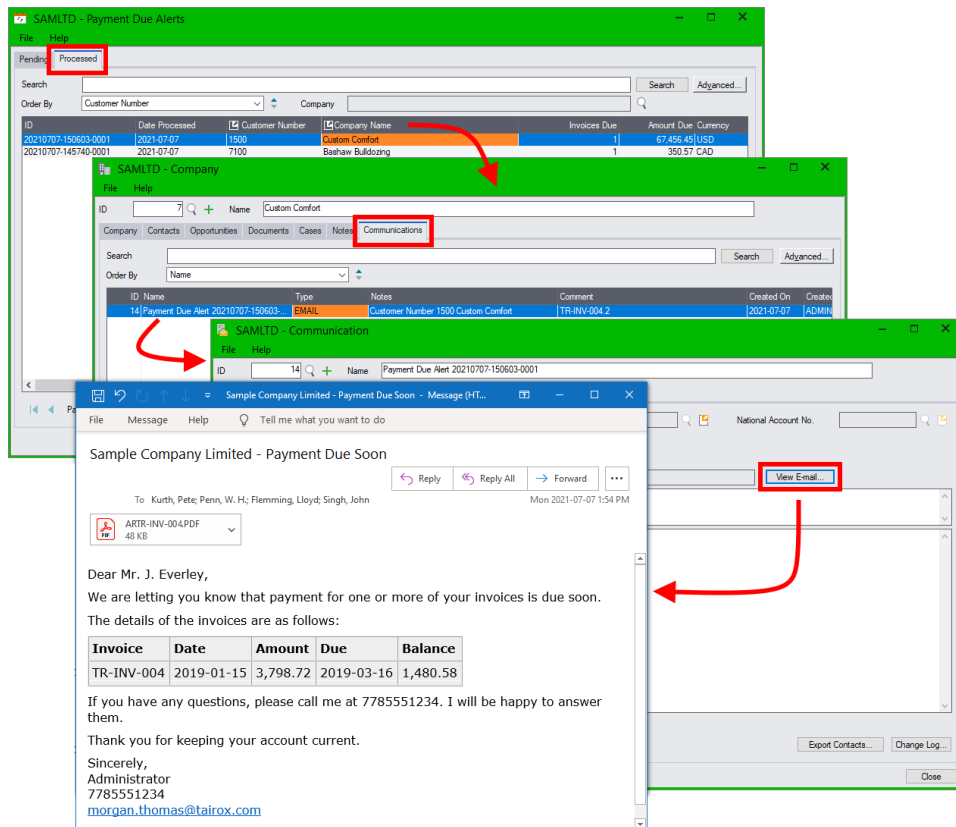 SAMLTD - Payment Due Alerts
File Help
Pending Processed
Search Search Advanced...
Order By Customer Number Company
ID Date Processed Customer Number Company Name Invoices Due Amount Due Currency
20210707-150603-0001 2021-07-07 1500 Custom Comfort 1 67,456.45 USD
20210707-145740-0001 2021-07-07 7100 Bashaw Bulldozing 1 350.57 CAD
SAMLTD - Company
File Help
ID 7 Name Custom Comfort
Company Contacts Opportunities Documents Cases Notes Communications
Search Search Advanced...
Order By Name
ID Name Type Notes Comment Created On Created
14 Payment Due Alert 20210707-150603-... EMAIL Customer Number 1500 Custom Comfort TR-INV-004.2 2021-07-07 ADMIN
SAMLTD - Communication
File Help
ID 14 Name Payment Due Alert 20210707-150603-0001
National Account No.
View E-mail...
Export Contacts... Change Log...
Close
Sample Company Limited - Payment Due Soon - Message (HT...
File Message Help Tell me what you want to do
Sample Company Limited - Payment Due Soon
Reply Reply All Forward
To Kurth, Pete; Penn, W. H.; Flemming, Lloyd; Singh, John Mon 2021-07-07 1:54 PM
PDF
ARTR-INV-004.PDF
48 KB
Dear Mr. J. Everley,
We are letting you know that payment for one or more of your invoices is due soon.
The details of the invoices are as follows:
Invoice Date Amount Due Balance
TR-INV-004 2019-01-15 3,798.72 2019-03-16 1,480.58
If you have any questions, please call me at 7785551234. I will be happy to answer
them.
Thank you for keeping your account current.
Sincerely,
Administrator
7785551234
morgan.thomas@tairox.com